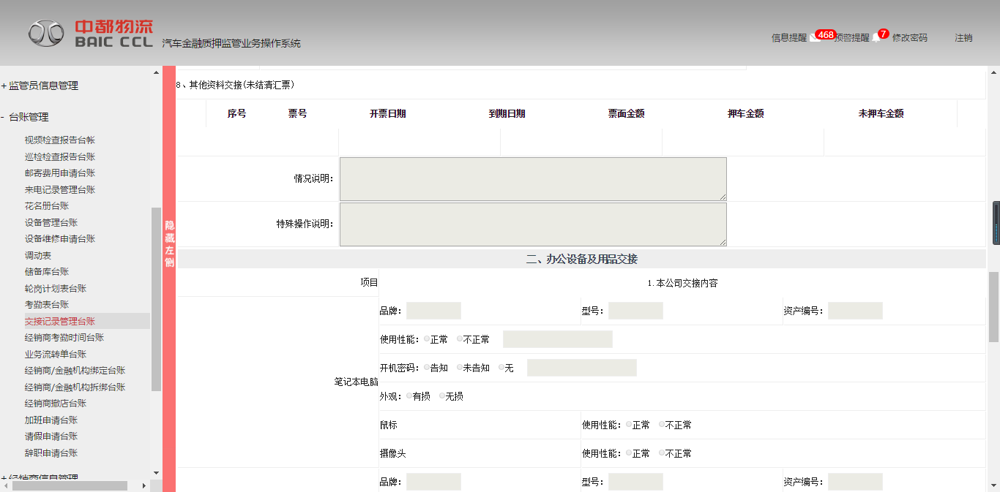 中都物流
BAIC CCL
汽车金融质押监管业务操作系统
信息提醒 468 预警提醒 7 修改密码 注销
+ 监管员信息管理
- 台账管理
视频检查报告台帐
巡检检查报告台账
邮寄费用申请台账
来电记录管理台账
花名册台账
设备管理台账
设备维修申请台账
调动表
储备库台账
轮岗计划表台账
考勤表台账
交接记录管理台账
经销商考勤时间台账
业务流转单台账
经销商/金融机构绑定台账
经销商/金融机构拆绑台账
经销商撤店台账
加班申请台账
请假申请台账
辞职申请台账
+ 经销商信息管理
隐藏左侧
8、其他资料交接(未结清汇票)
序号 票号 开票日期 到期日期 票面金额 押车金额 未押车金额
情况说明：
特殊操作说明：
二、办公设备及用品交接
项目 1.本公司交接内容
笔记本电脑
品牌： 型号： 资产编号：
使用性能： 正常 不正常
开机密码： 告知 未告知 无
外观： 有损 无损
鼠标 使用性能： 正常 不正常
摄像头 使用性能： 正常 不正常
品牌： 型号： 资产编号：